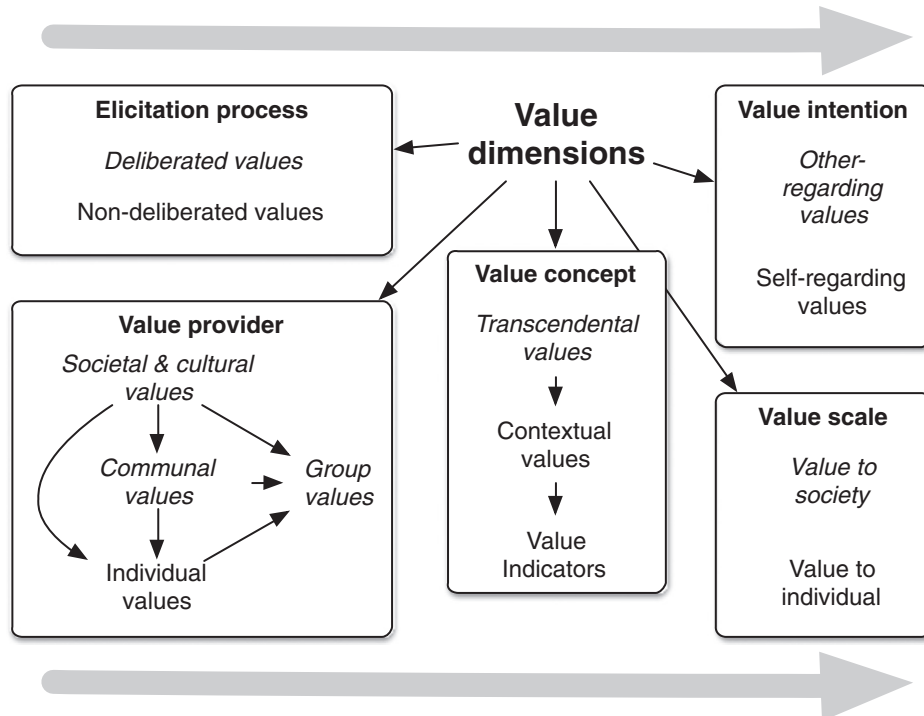 Elicitation process
Deliberated values
Non-deliberated values
Value
dimensions
Value intention
Other-
regarding
values
Self-regarding
values
Value provider
Societal & cultural
values
Communal
values
Group
values
Individual
values
Value concept
Transcendental
values
Contextual
values
Value
Indicators
Value scale
Value to
society
Value to
individual